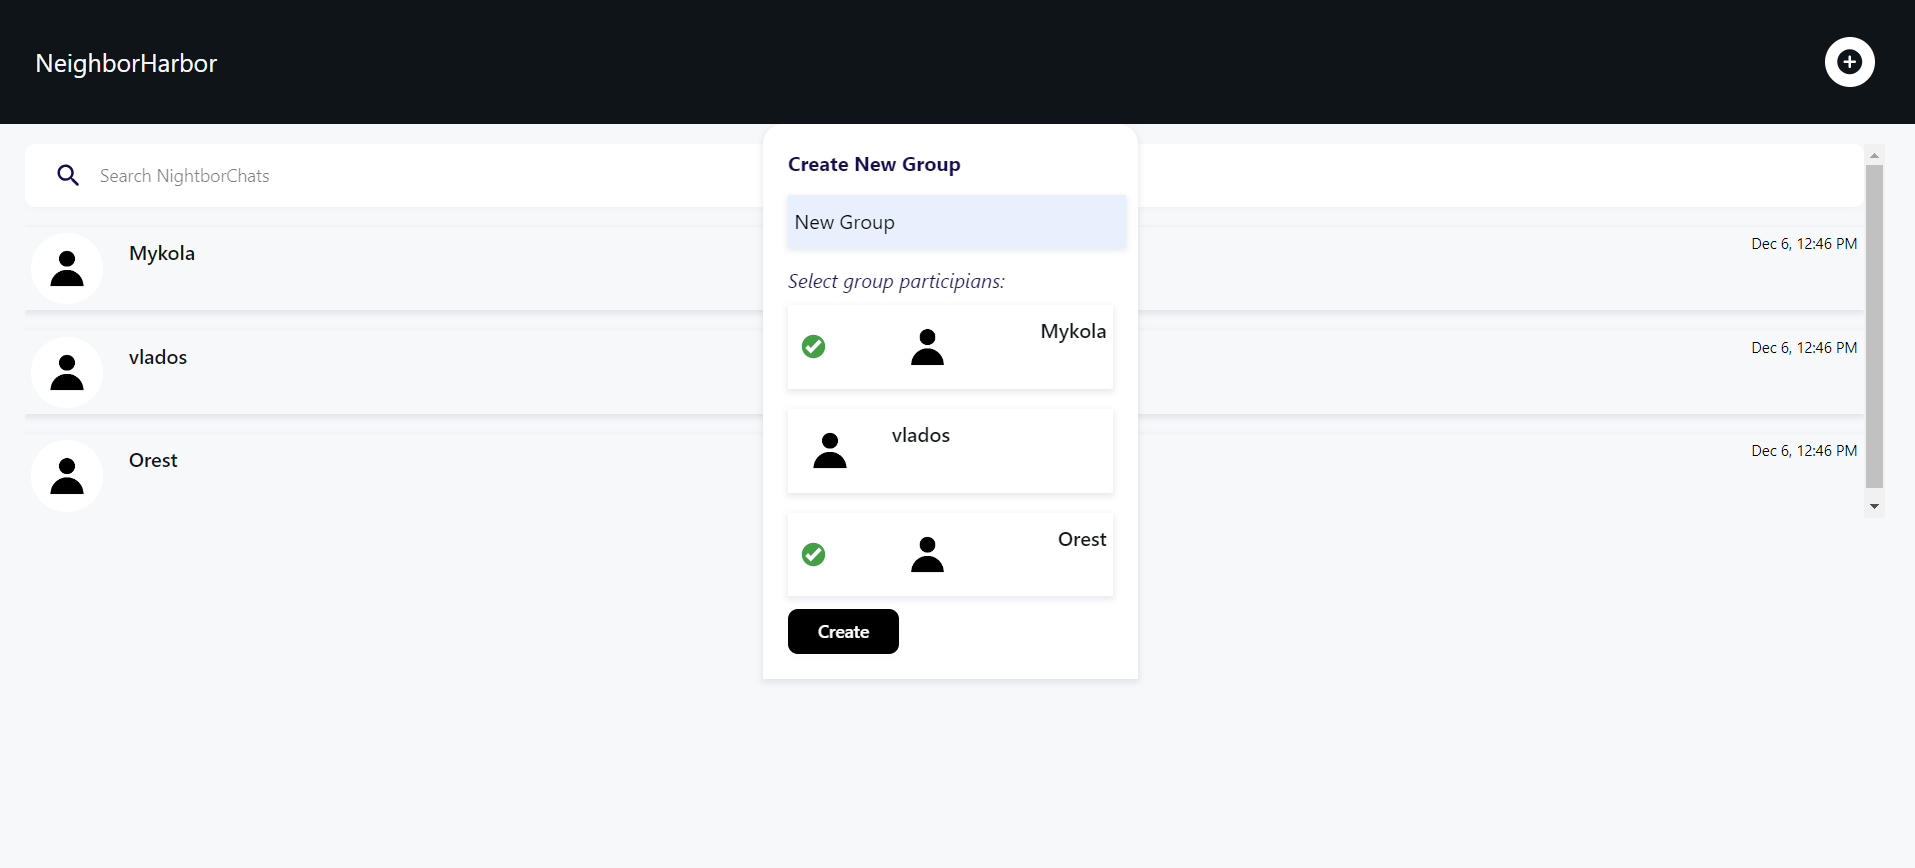 NeighborHarbor
Search NightborChats
Mykola
Dec 6, 12:46 PM
vlados
Dec 6, 12:46 PM
Orest
Dec 6, 12:46 PM
Create New Group
New Group
Select group participians:
Mykola
vlados
Orest
Create